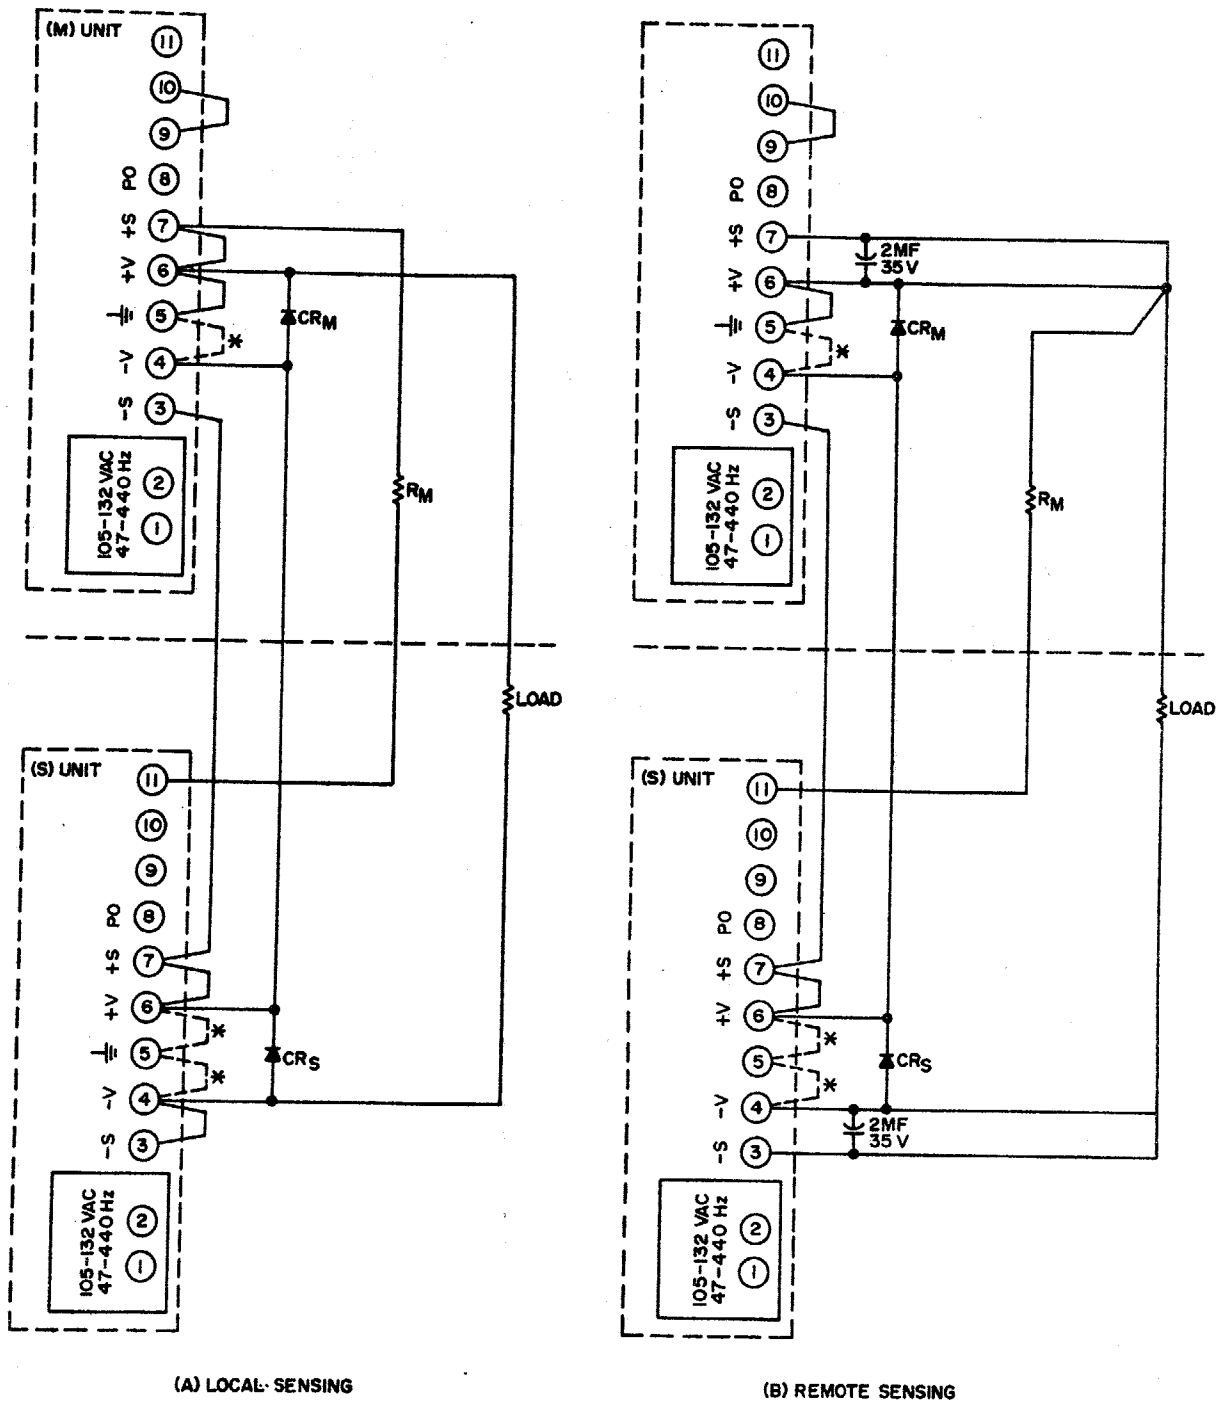 (M) UNIT
11
10
9
PO 8
+S 7
+V 6
5
*
-V 4
-S 3
105-132 VAC
47-440 Hz
2
1
CRM
RM
LOAD
(S) UNIT
11
10
9
PO 8
+S 7
+V 6
*
5
*
-V 4
-S 3
CRS
105-132 VAC
47-440 Hz
2
1
(A) LOCAL SENSING
11
10
9
PO 8
+S 7
2MF
35V
+V 6
5
*
-V 4
-S 3
105-132 VAC
47-440 Hz
2
1
CRM
RM
LOAD
(S) UNIT
11
10
9
PO 8
+S 7
+V 6
*
5
*
-V 4
CRS
2MF
35V
-S 3
105-132 VAC
47-440 Hz
2
1
(B) REMOTE SENSING